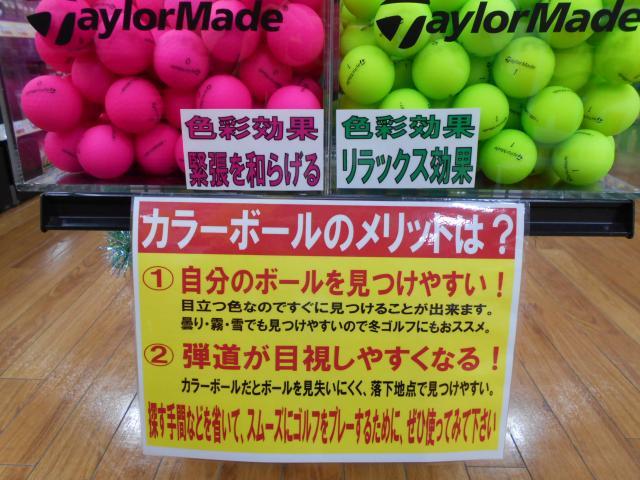 TaylorMade
TaylorMade
色彩効果
緊張を和らげる
色彩効果
リラックス効果
カラーボールのメリットは?
① 自分のボールを見つけやすい!
目立つ色なのですぐに見つけることが出来ます。
曇り・霧・雪でも見つけやすいので冬ゴルフにもおススメ。
② 弾道が目視しやすくなる!
カラーボールだとボールを見失いにくく、落下地点で見つけやすい。
探す手間などを省いて、スムーズにゴルフをプレーするために、ぜひ使ってみて下さい